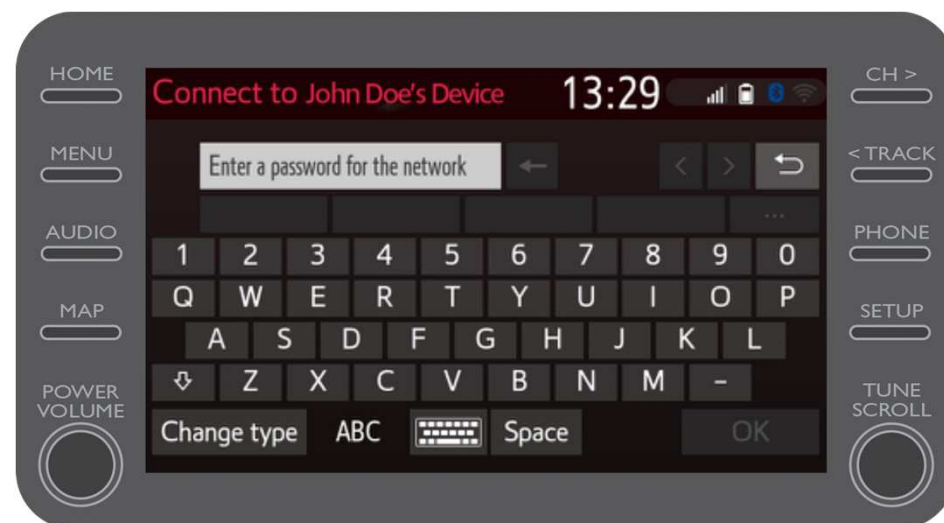 HOME
MENU
AUDIO
MAP
POWER
VOLUME
Connect to John Doe's Device 13:29
Enter a password for the network ← < >
...
1 2 3 4 5 6 7 8 9 0
Q W E R T Y U I O P
A S D F G H J K L
Z X C V B N M -
Change type ABC Space OK
CH >
< TRACK
PHONE
SETUP
TUNE
SCROLL